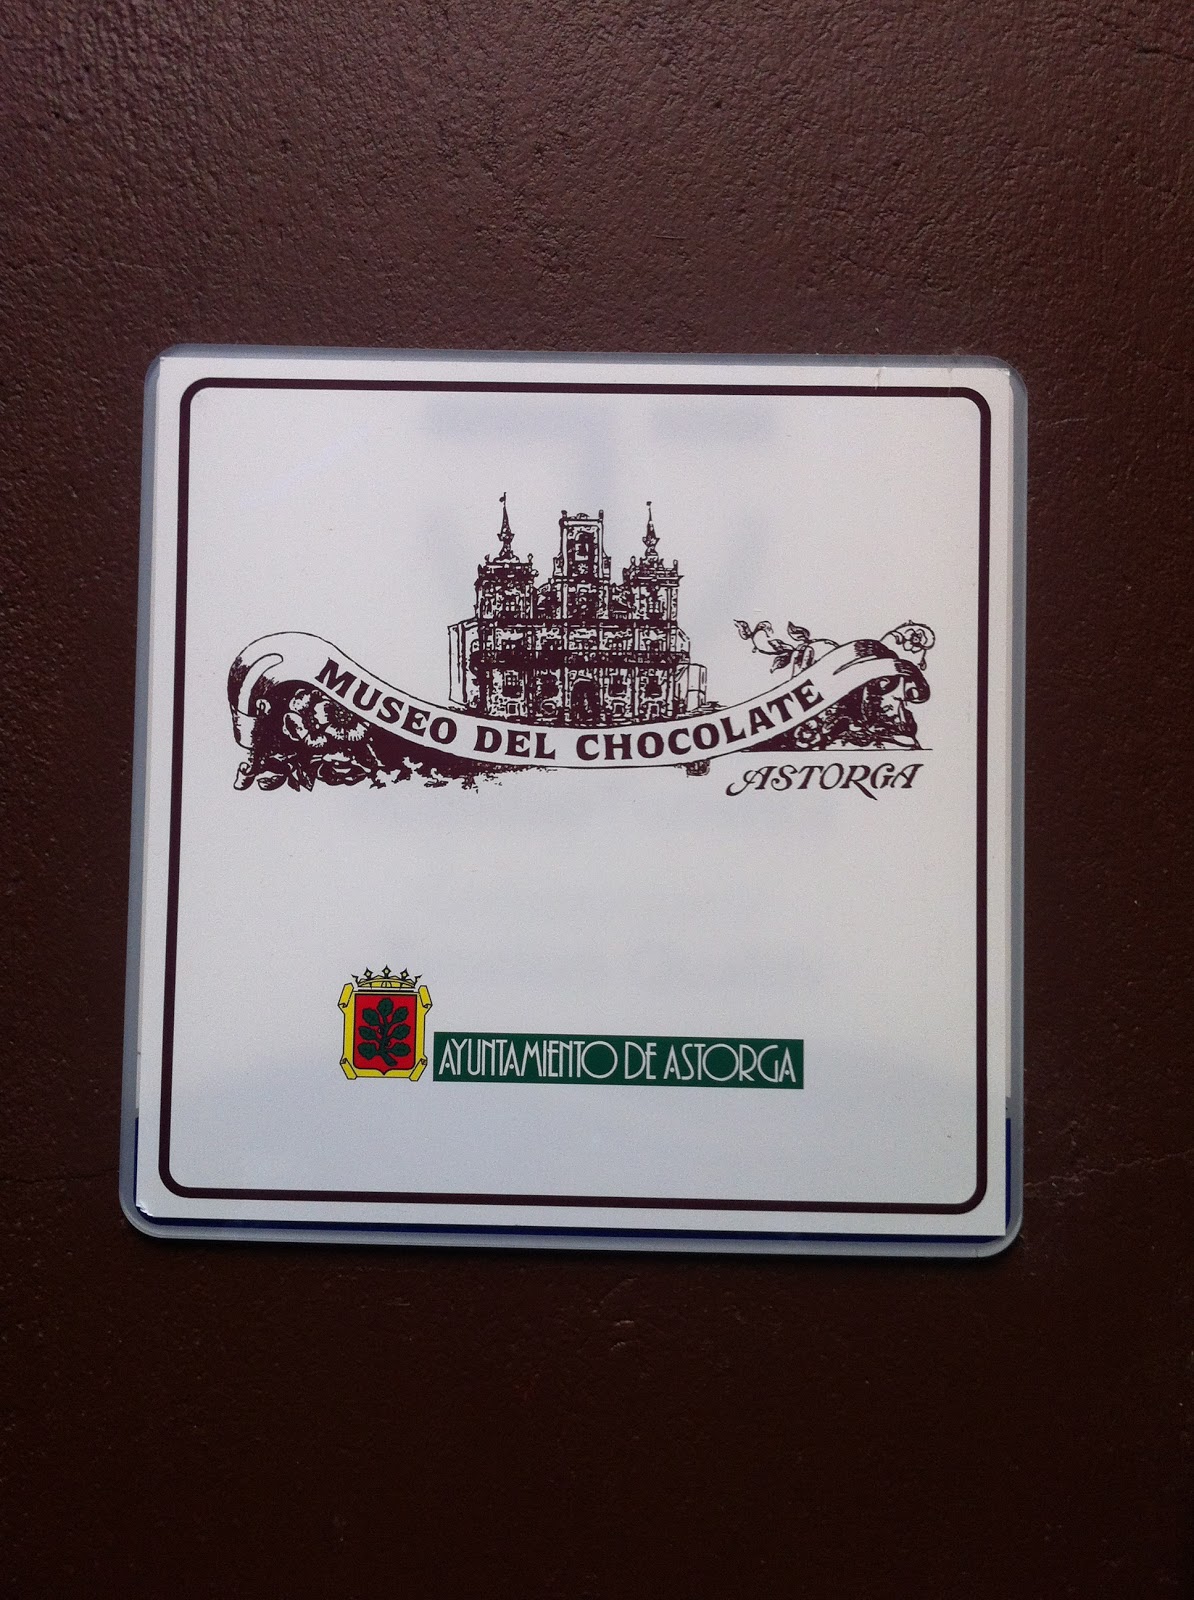 MUSEO DEL CHOCOLATE
ASTORGA
AYUNTAMIENTO DE ASTORGA